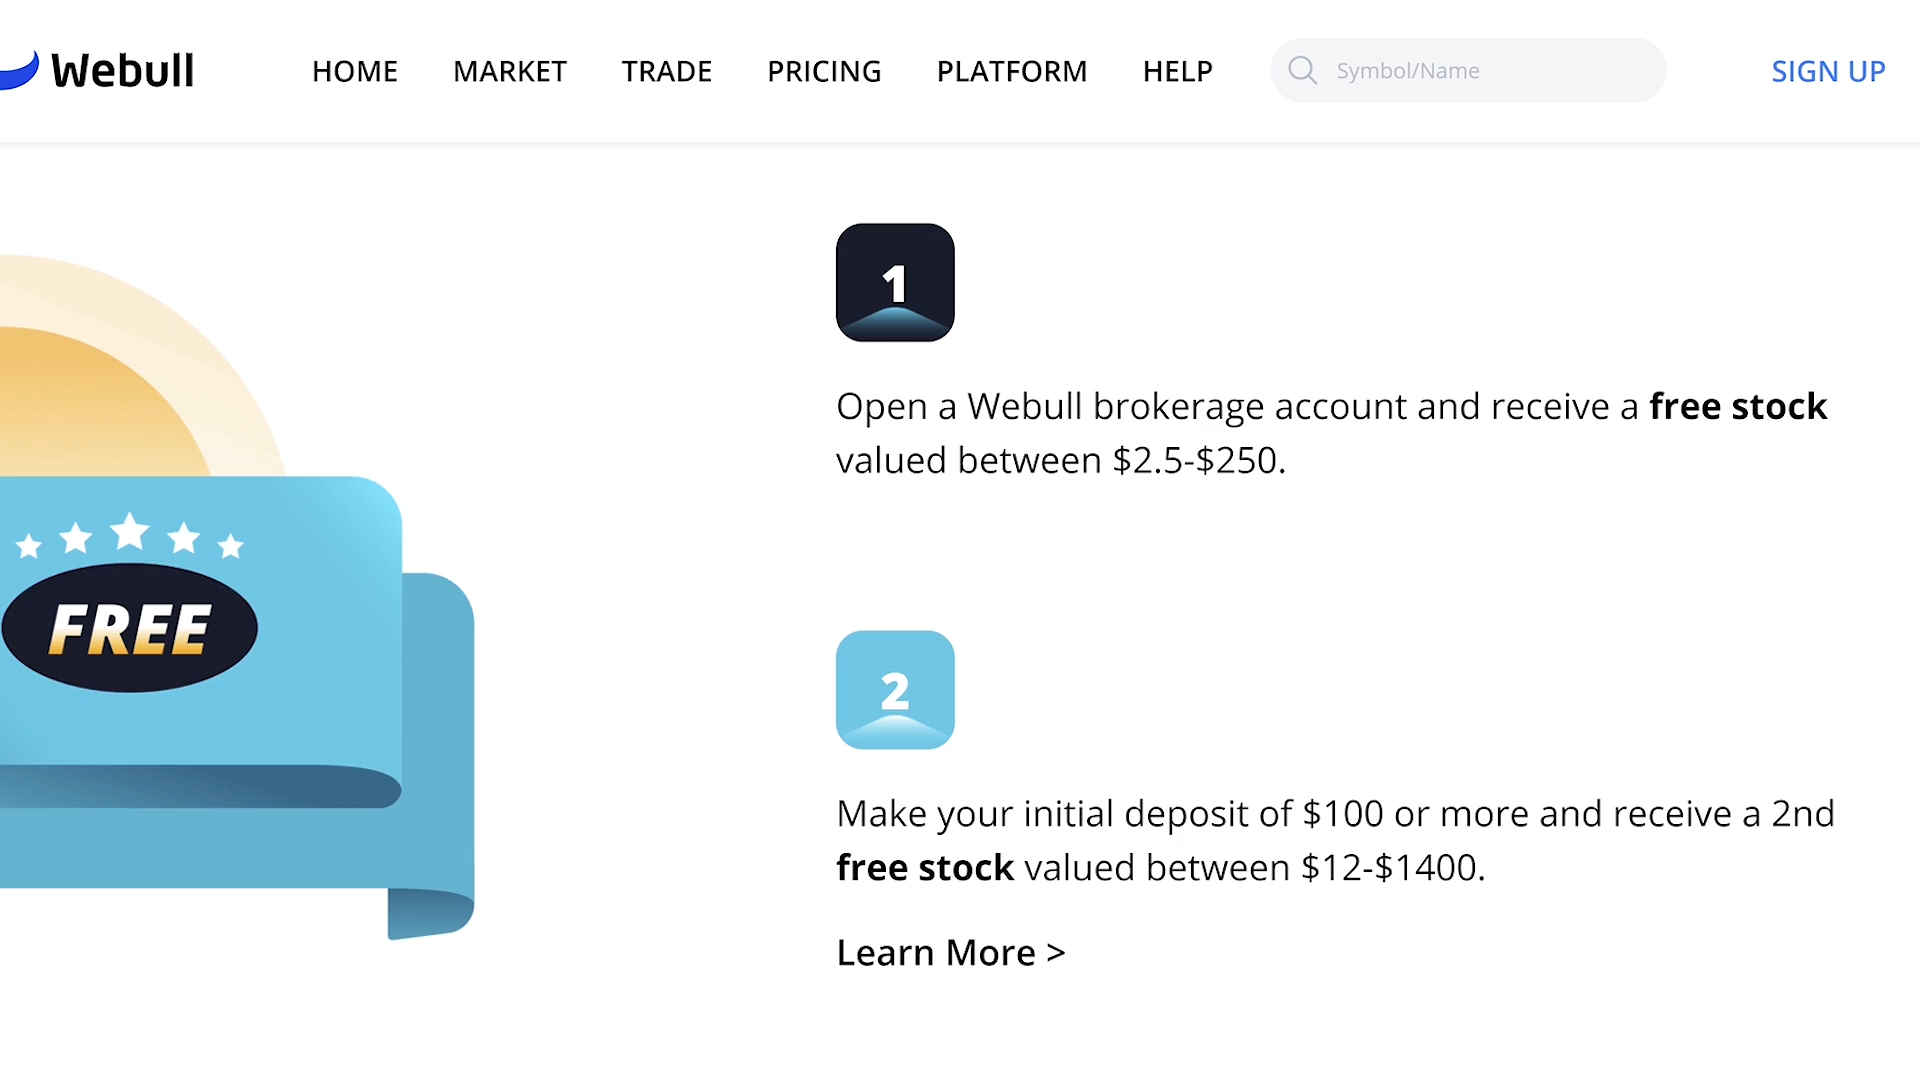 Webull
HOME MARKET TRADE PRICING PLATFORM HELP Symbol/Name SIGN UP
1
Open a Webull brokerage account and receive a free stock
valued between $2.5-$250.
FREE
2
Make your initial deposit of $100 or more and receive a 2nd
free stock valued between $12-$1400.
Learn More >